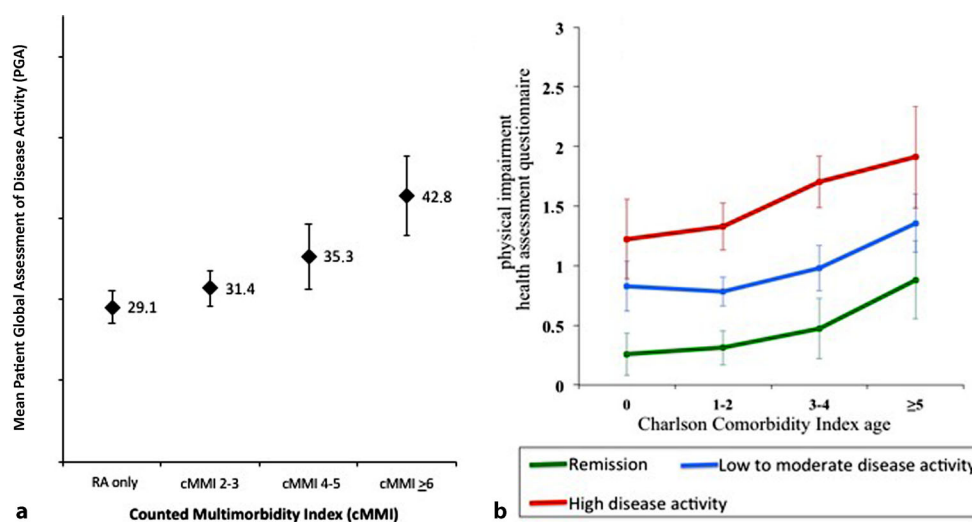 Mean Patient Global Assessment of Disease Activity (PGA)
29.1
31.4
35.3
42.8
RA only
cMMI 2-3
cMMI 4-5
cMMI ≥6
Counted Multimorbidity Index (cMMI)
a
physical impairment
health assessment questionnaire
3
2.5
2
1.5
1
0.5
0
0
1-2
3-4
≥5
Charlson Comorbidity Index age
Remission
Low to moderate disease activity
High disease activity
b